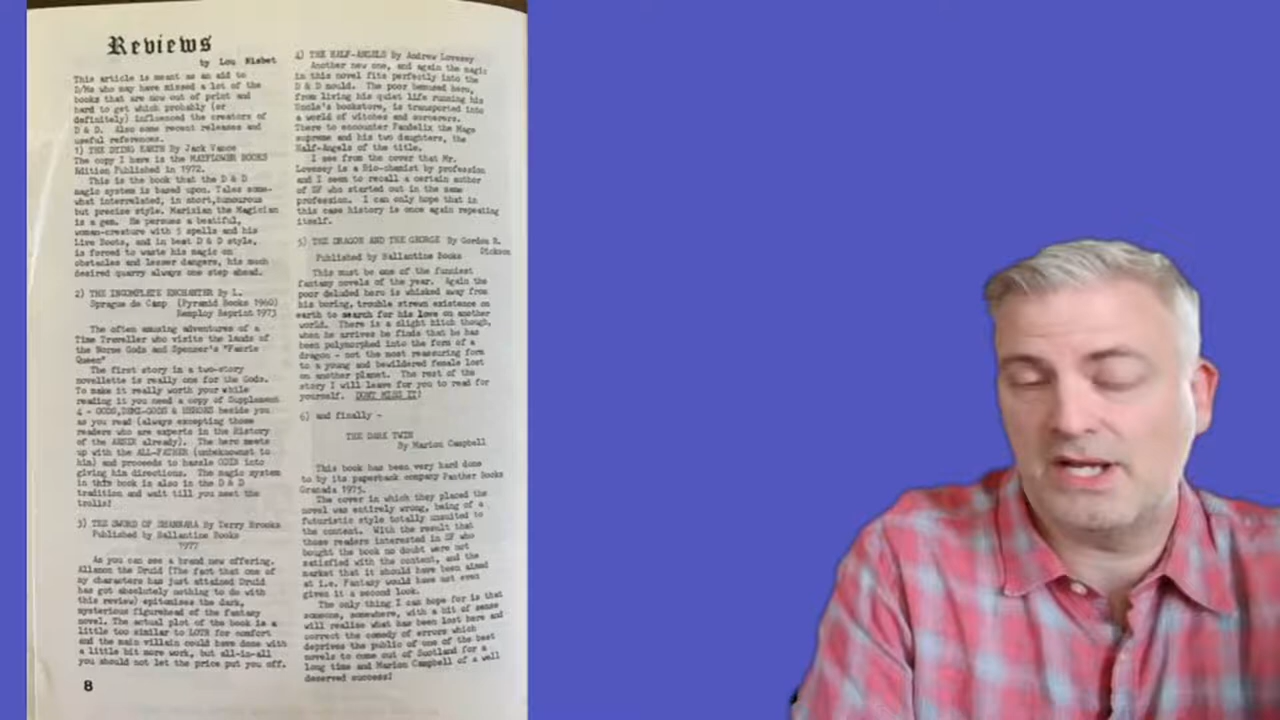 Reviews
by Lou Nisbet
This article is meant as an aid to
D/Ms who may have missed a lot of the
books that are now out of print and
hard to get which probably (or
definitely) influenced the creators of
D & D. Also some recent releases and
useful references.
1) THE DYING EARTH By Jack Vance
The copy I have is the MAYFLOWER BOOKS
Edition Published in 1972.
This is the book that the D & D
magic system is based upon. Tales some-
what interrelated, in short, humourous
but precise style. Marizian the Magician
is a gem. He persues a beatiful,
woman-creature with 5 spells and his
Live Boots, and in best D & D style,
is forced to waste his magic on
obstacles and lesser dangers, his much
desired quarry always one step ahead.
2) THE INCOMPLETE ENCHANTER By L.
Sprague de Camp (Pyramid Books 1960)
Remploy Reprint 1973
The often amusing adventures of a
Time Traveller who visits the lands of
the Norse Gods and Spenser's "Faerie
Queen"
The first story in a two-story
novellette is really one for the Gods.
To make it really worth your while
reading it you need a copy of Supplement
4 - GODS, DEMI-GODS & HEROES beside you
as you read (always excepting those
readers who are experts in the History
of the AESIR already). The hero meets
up with the ALL-FATHER (unbeknownst to
him) and proceeds to hassle ODIN into
giving him directions. The magic system
in this book is also in the D & D
tradition and wait till you meet the
trolls!
3) THE SWORD OF SHANNARA By Terry Brooks
Published by Ballantine Books
1977
As you can see a brand new offering.
Allanon the Druid (The fact that one of
my characters has just attained Druid
has got absolutely nothing to do with
this review) epitomises the dark,
mysterious figurehead of the fantasy
novel. The actual plot of the book is a
little too similar to LOTR for comfort
and the main villain could have done with
a little bit more work, but all-in-all
you should not let the price put you off.
8
4) THE HALF-ANGELS By Andrew Lovesey
Another new one, and again the magic
in this novel fits perfectly into the
D & D mould. The poor bemused hero,
from living his quiet life running his
Uncle's bookstore, is transported into
a world of witches and sorcerers.
There to encounter Pandelix the Mage
supreme and his two daughters, the
Half-Angels of the title.
I see from the cover that Mr.
Lovesey is a Bio-chemist by profession
and I seem to recall a certain author
of SF who started out in the same
profession. I can only hope that in
this case history is once again repeating
itself.
5) THE DRAGON AND THE GEORGE By Gordon R.
Dickson
Published by Ballantine Books
This must be one of the funniest
fantasy novels of the year. Again the
poor deluded hero is whisked away from
his boring, trouble strewn existence on
earth to search for his love on another
world. There is a slight hitch though,
when he arrives he finds that he has
been polymorphed into the form of a
dragon - not the most reassuring form
to a young and bewildered female lost
on another planet. The rest of the
story I will leave for you to read for
yourself. DONT MISS IT!
6) and finally -
THE DARK TWIN
By Marion Campbell
This book has been very hard done
to by its paperback company Panther Books
Granada 1975.
The cover in which they placed the
novel was entirely wrong, being of a
futuristic style totally unsuited to
the content. With the result that
those readers interested in SF who
bought the book no doubt were not
satisfied with the content, and the
market that it should have been aimed
at i.e. Fantasy would have not even
given it a second look.
The only thing I can hope for is that
someone, somewhere, with a bit of sense
will realise what has been lost here and
correct the comedy of errors which
deprives the public of one of the best
novels to come out of Scotland for a
long time and Marion Campbell of a well
deserved success!